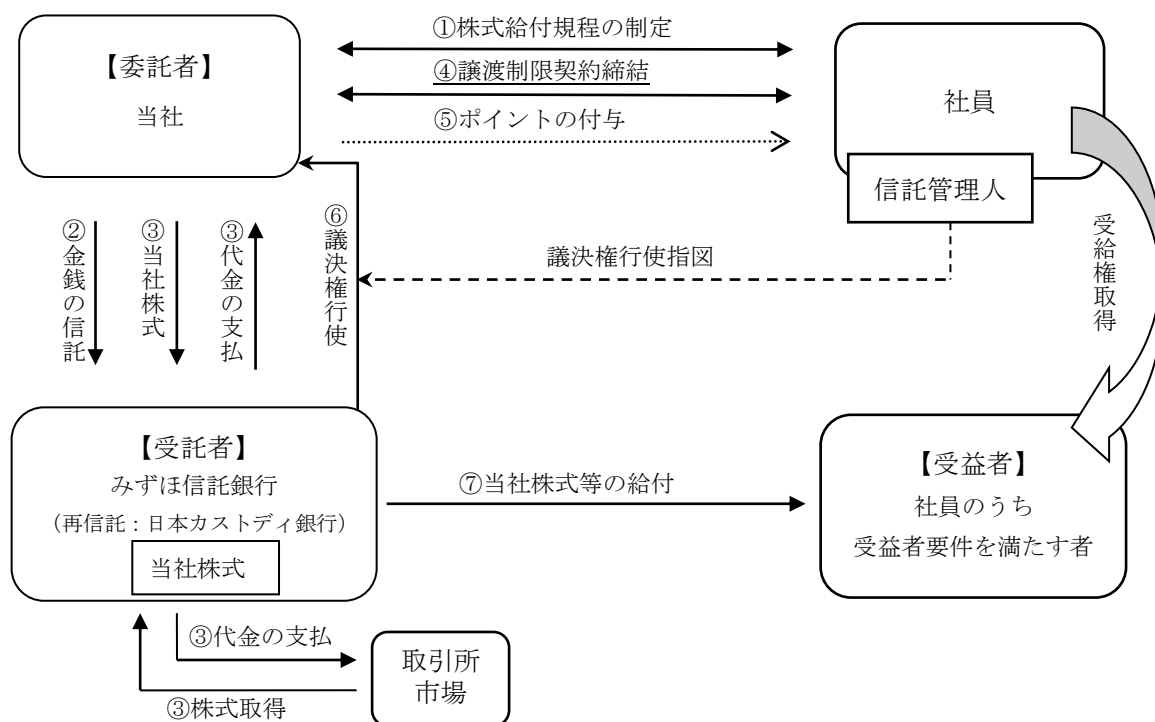 ①株式給付規程の制定
【委託者】
当社
④譲渡制限契約締結
⑤ポイントの付与
社員
信託管理人
②金銭の信託
③当社株式
③代金の支払
⑥議決権行使
議決権行使指図
受給権取得
【受託者】
みずほ信託銀行
（再信託：日本カストディ銀行）
当社株式
⑦当社株式等の給付
【受益者】
社員のうち
受益者要件を満たす者
③代金の支払
③株式取得
取引所
市場